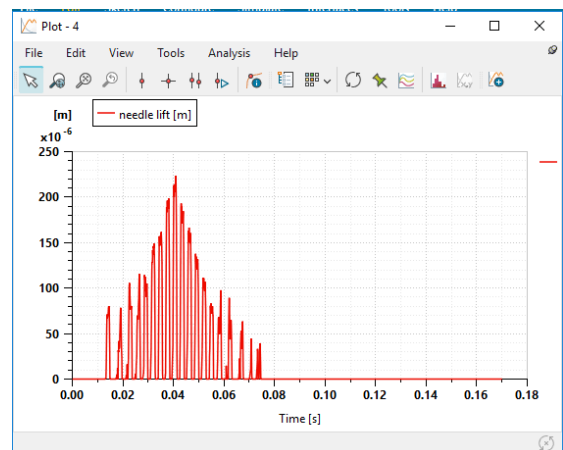 Plot - 4
File Edit View Tools Analysis Help
[m]
needle lift [m]
x10 -6
250
200
150
100
50
0
0.00 0.02 0.04 0.06 0.08 0.10 0.12 0.14 0.16 0.18
Time [s]